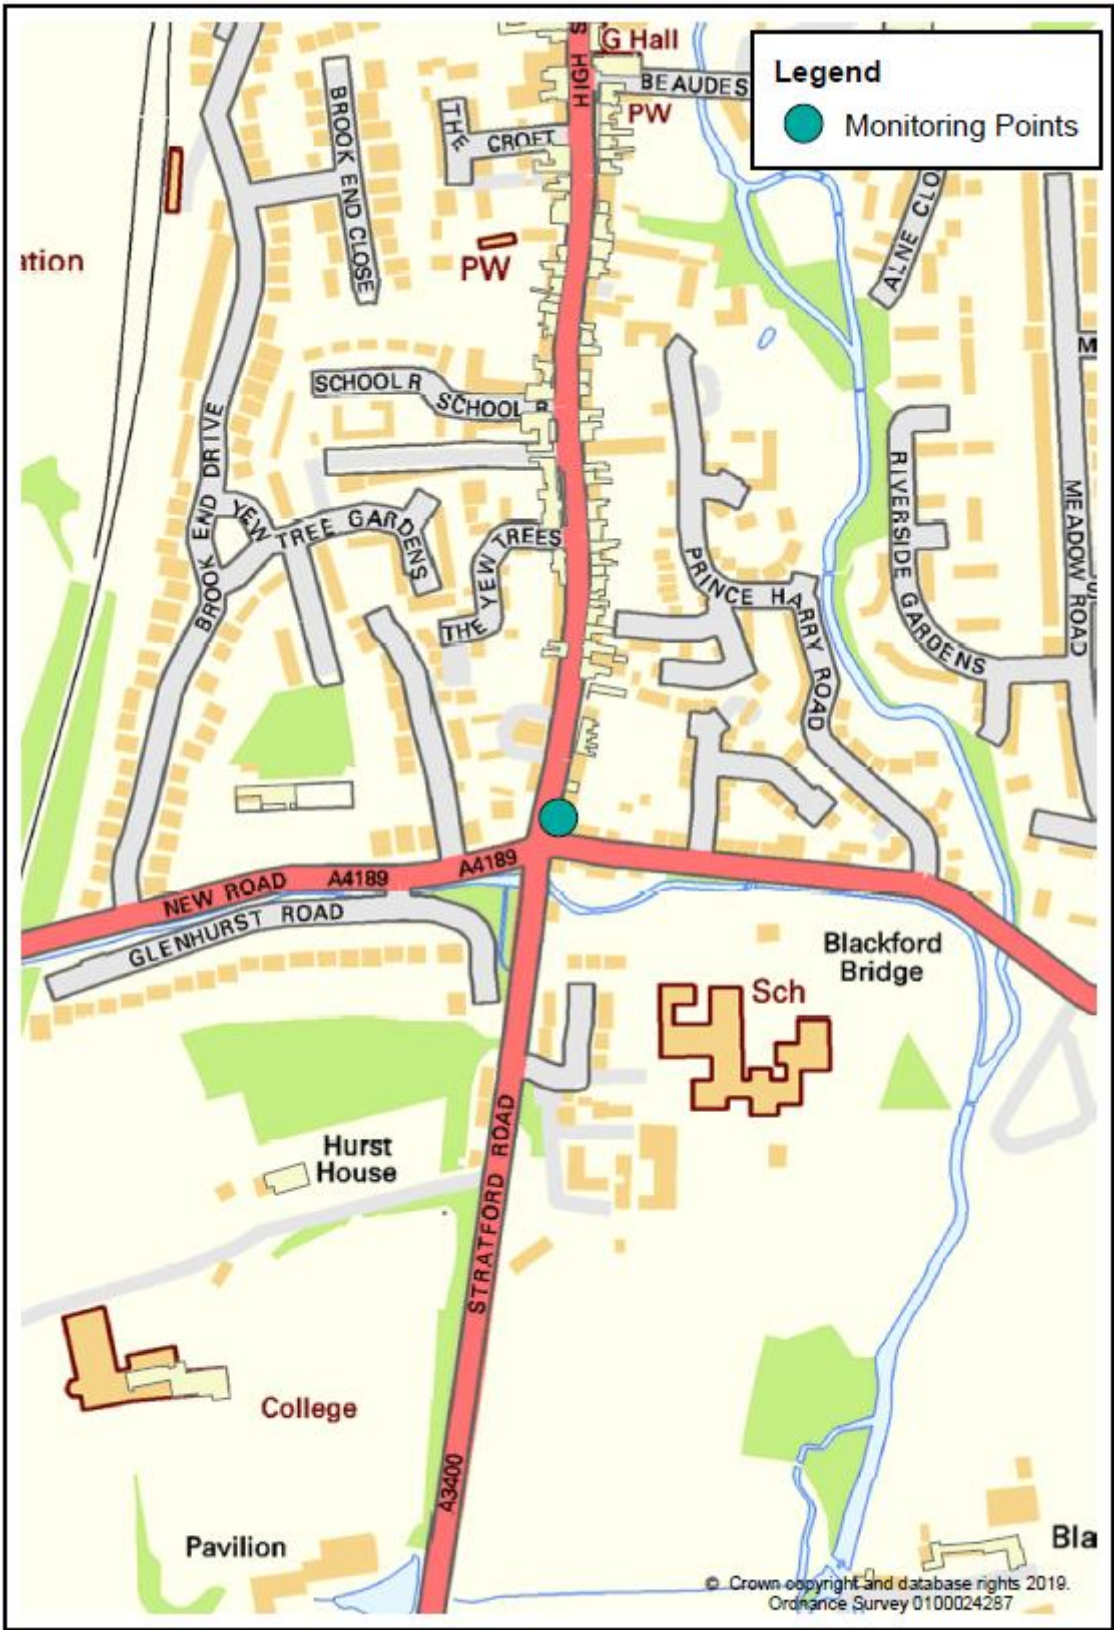 Legend
Monitoring Points
HIGH S
G Hall
BEAUDES
PW
THE
CROFT
BROOK END CLOSE
ALNE CLO
ation
PW
M
SCHOOL R
SCHOOL R
BROOK END DRIVE
YEW TREE GARDENS
THE YEW TREES
PRINCE HARRY ROAD
RIVERSIDE GARDENS
MEADOW ROAD
A4189
NEW ROAD
A4189
GLENHURST ROAD
Blackford
Bridge
Sch
STRATFORD ROAD
Hurst
House
College
A3400
Pavilion
Bla
© Crown copyright and database rights 2019.
Ordnance Survey 0100024287